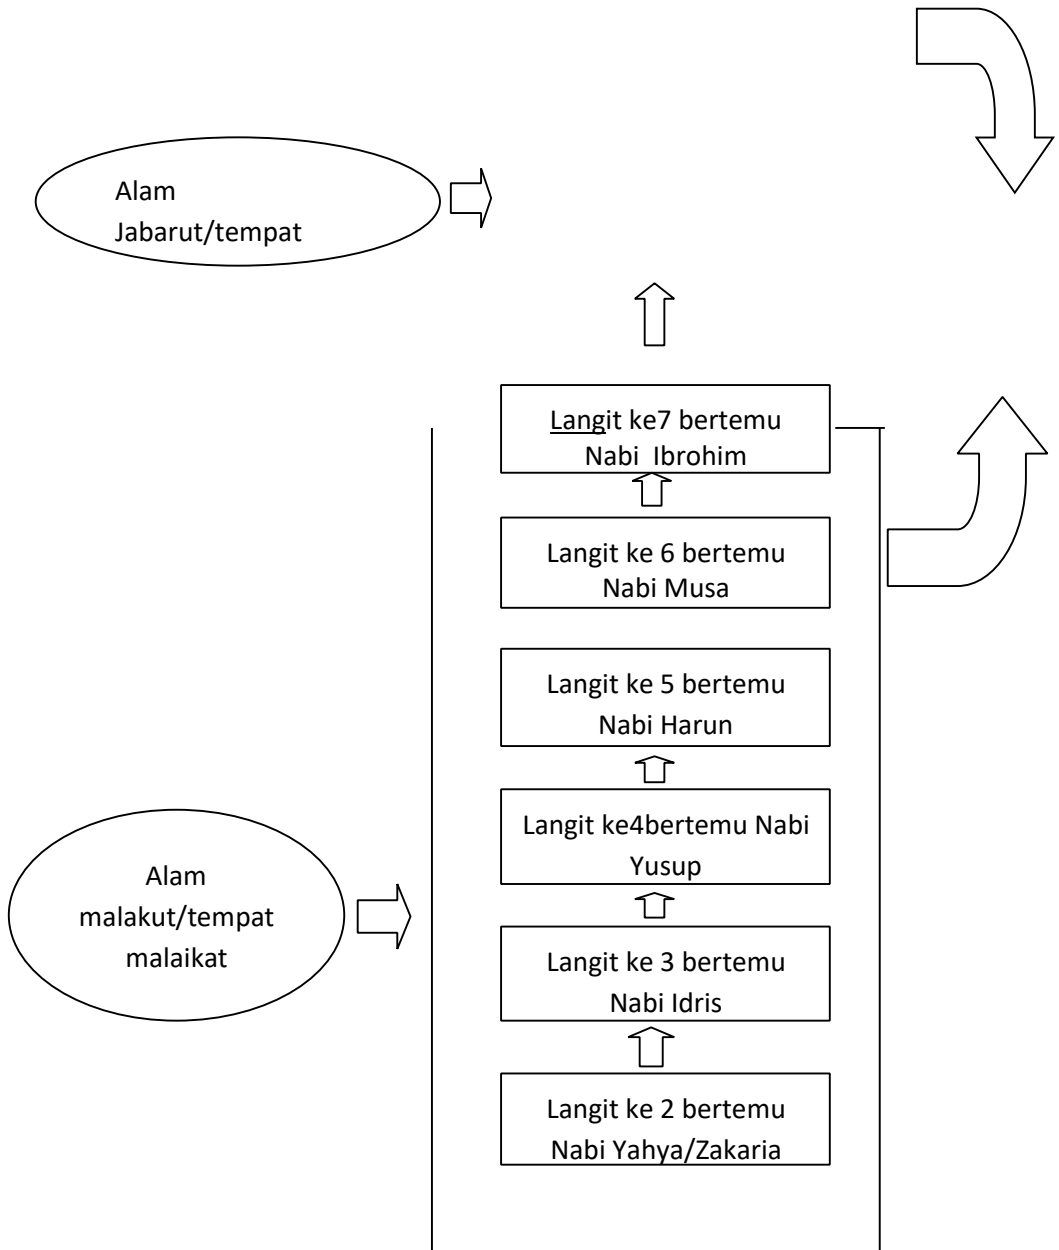 Alam
Jabarut/tempat
Langit ke7 bertemu
Nabi Ibrohim
Langit ke 6 bertemu
Nabi Musa
Langit ke 5 bertemu
Nabi Harun
Langit ke4bertemu Nabi
Yusup
Alam
malakut/tempat
malaikat
Langit ke 3 bertemu
Nabi Idris
Langit ke 2 bertemu
Nabi Yahya/Zakaria